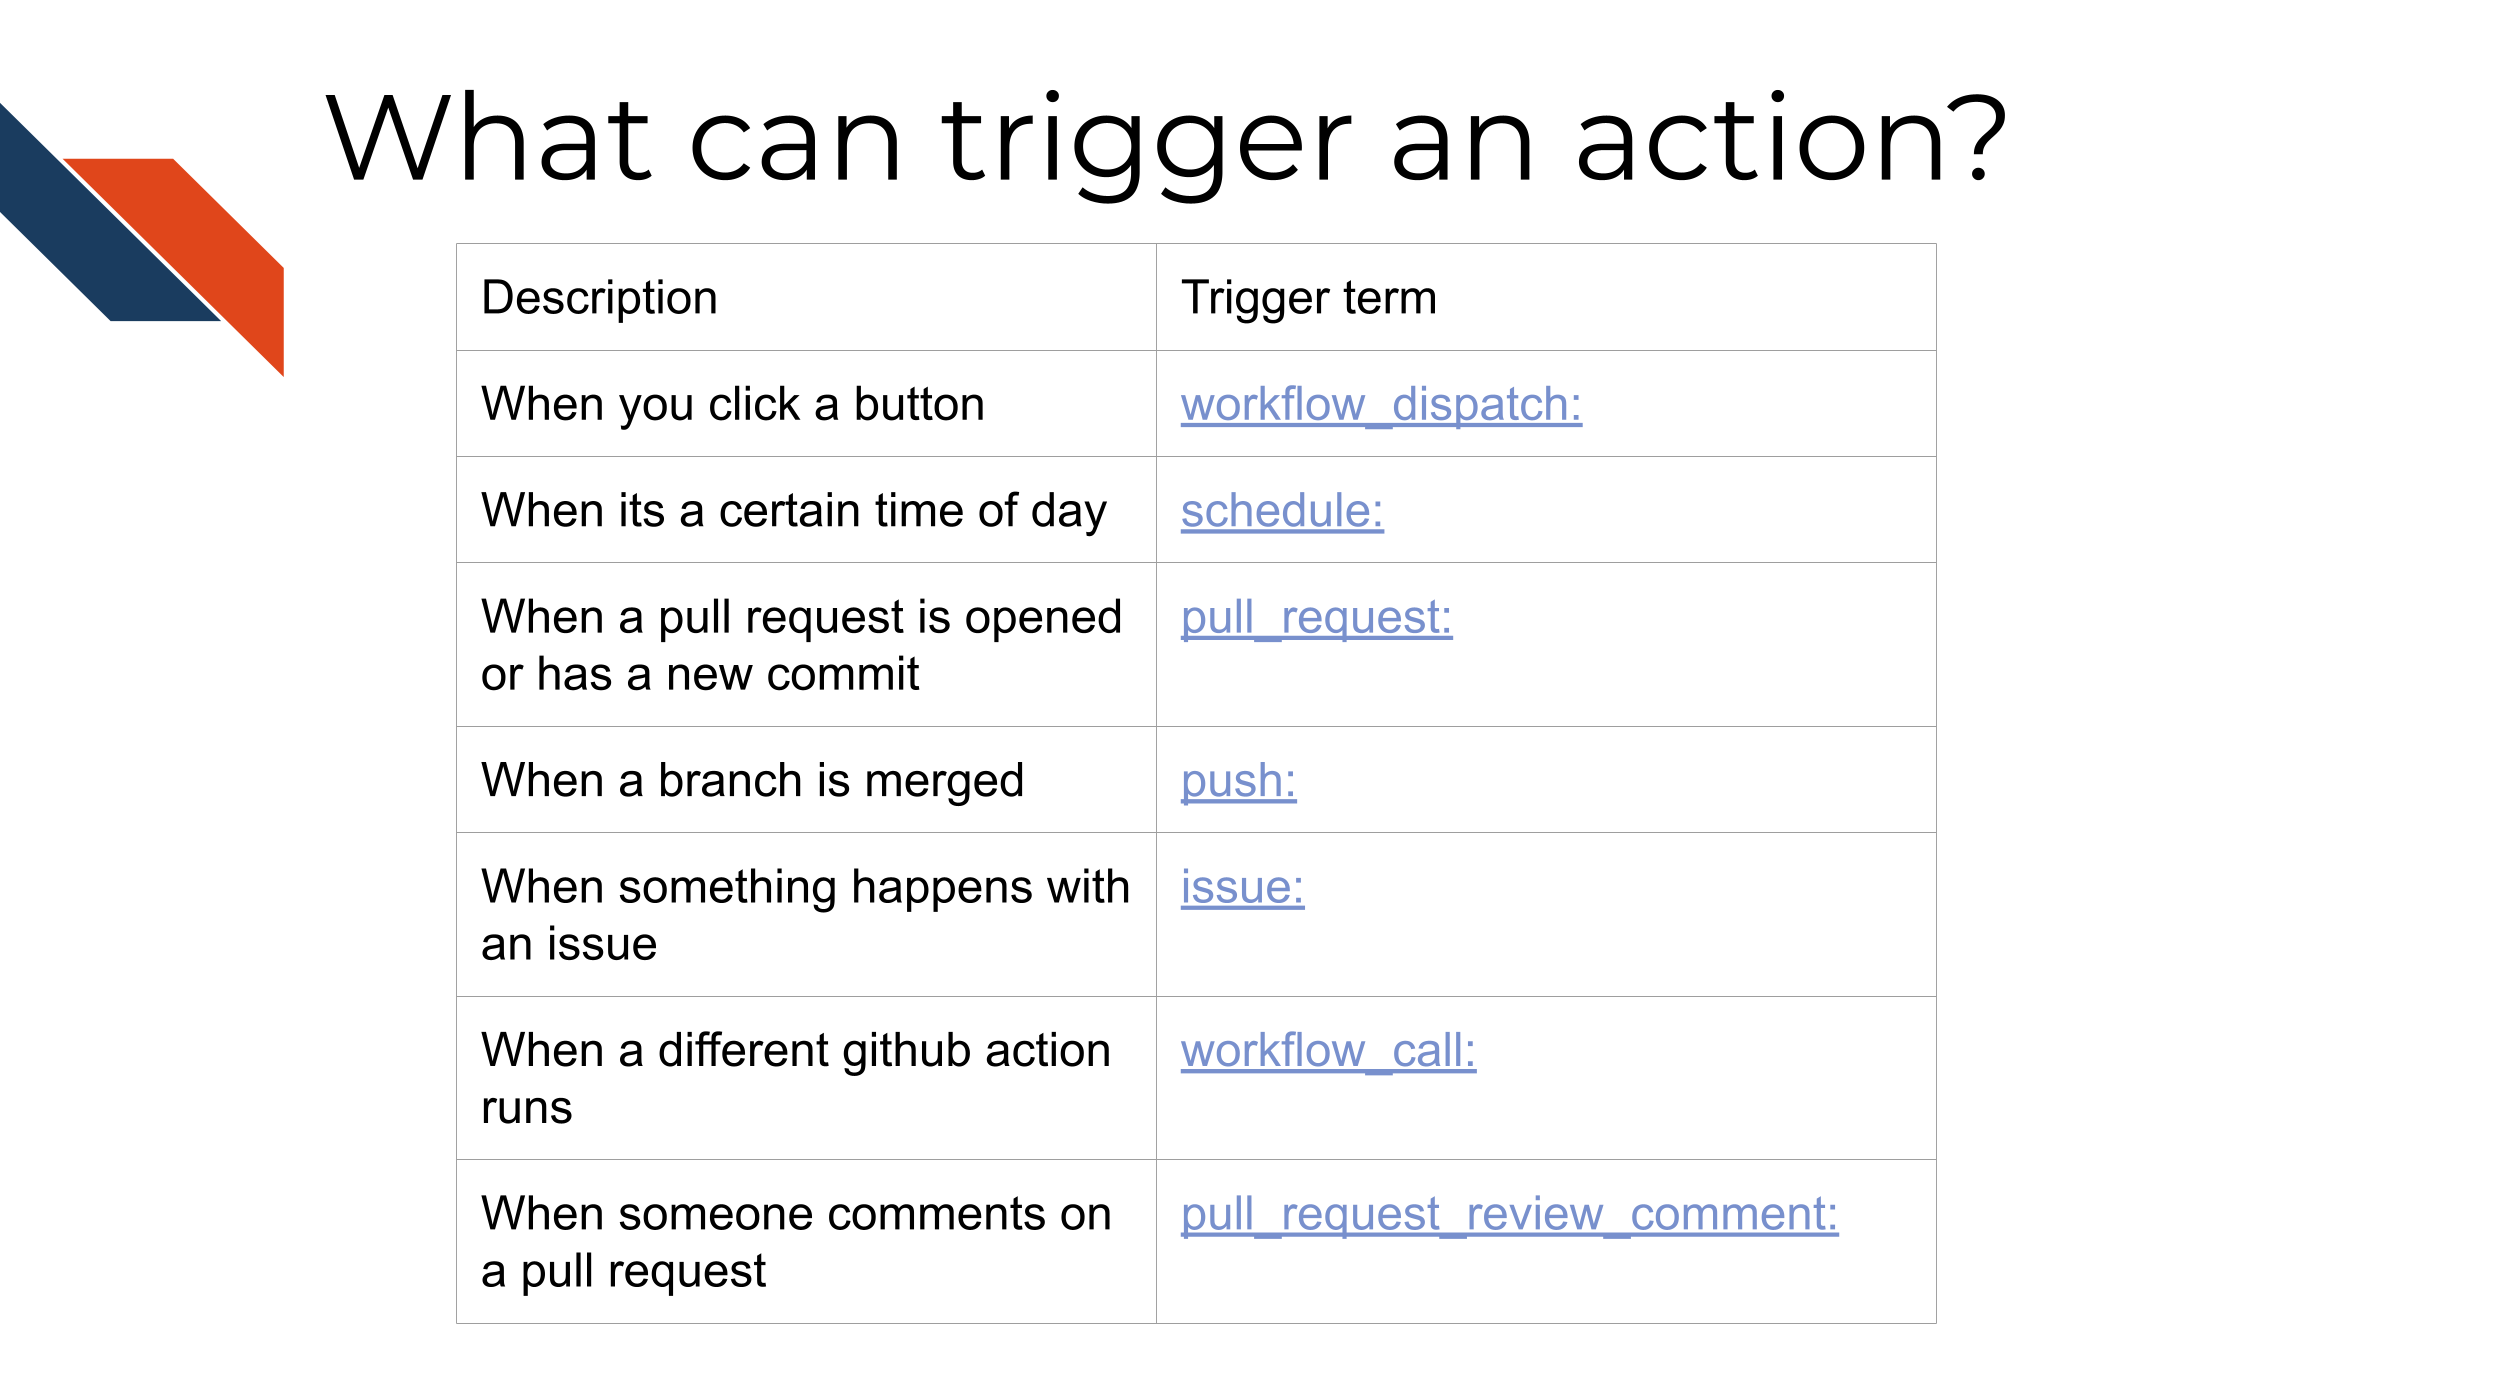 What can trigger an action?
Description
Trigger term
When you click a button
workflow_dispatch:
When its a certain time of day
schedule:
When a pull request is opened
or has a new commit
pull_request:
When a branch is merged
push:
When something happens with
an issue
issue:
When a different github action
runs
workflow_call:
When someone comments on
a pull request
pull_request_review_comment: